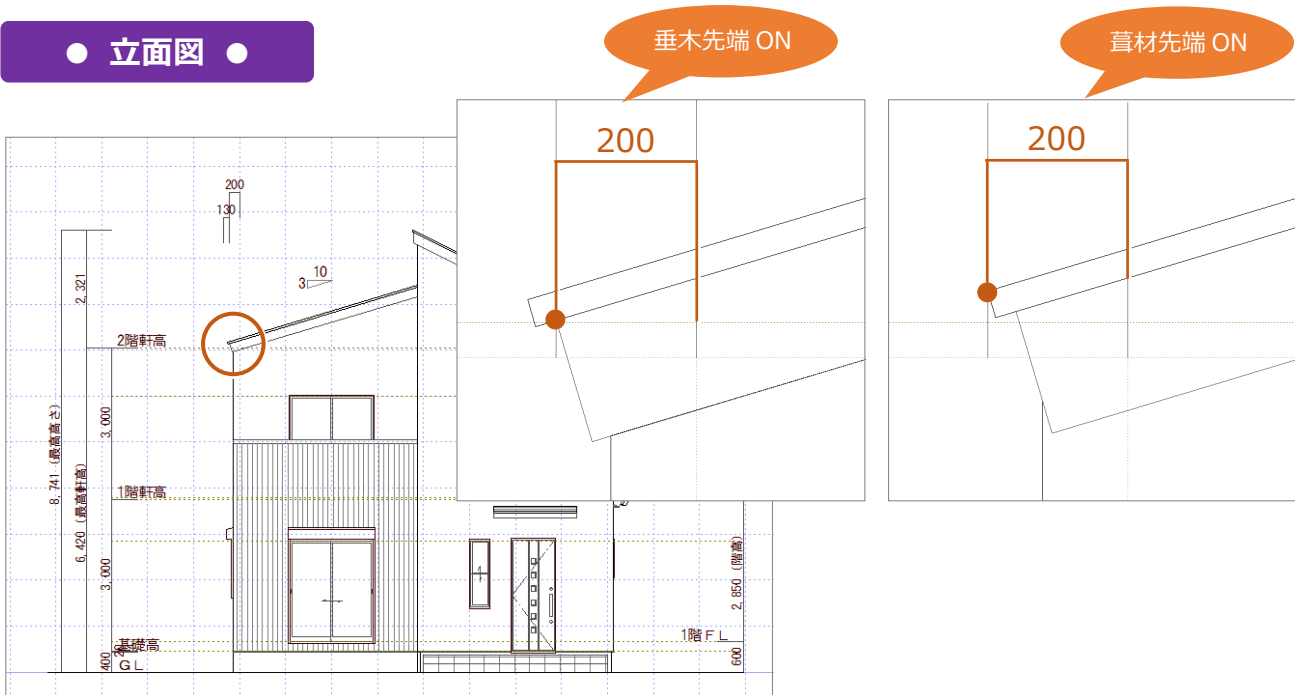 ● 立面図 ●
垂木先端 ON
葺材先端 ON
200
200
200
130
10
3
2,321
2階軒高
3,000
8,741 (最高高さ)
6,420 (最高軒高)
1階軒高
3,000
2,850 (階高)
1階FL
基礎高
400
GL
600